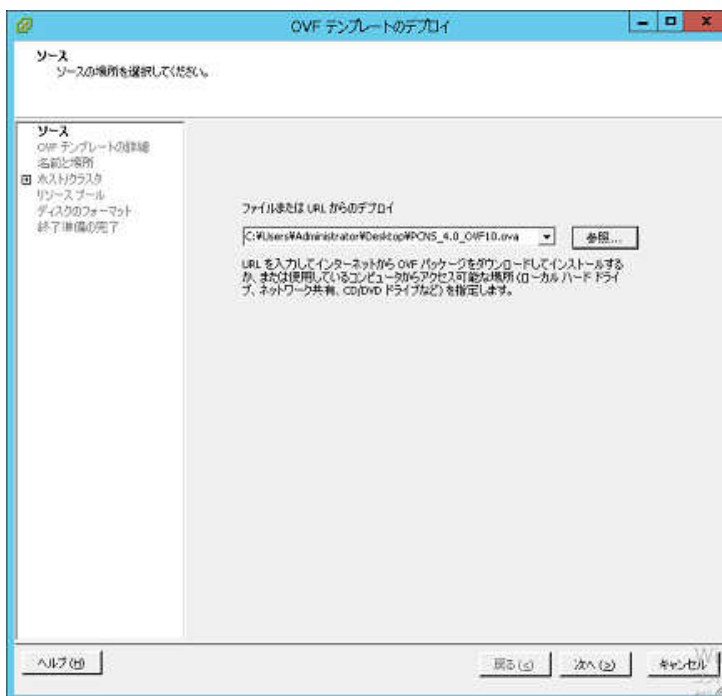 OVF テンプレートのデプロイ
ソース
ソースの場所を選択してください。
ソース
OVF テンプレートの詳細
名前と場所
ホスト/クラスタ
リソース プール
ディスクのフォーマット
終了準備の完了
ファイルまたは URL からのデプロイ
C:¥Users¥Administrator¥Desktop¥PCNS_4.0_OVF10.ova
参照...
URL を入力してインターネットから OVF パッケージをダウンロードしてインストールする
か、または使用しているコンピュータからアクセス可能な場所 (ローカル ハード ドライ
ブ、ネットワーク共有、CD/DVD ドライブなど) を指定します。
ヘルプ(H)
戻る(<)
次へ(>)
キャンセル